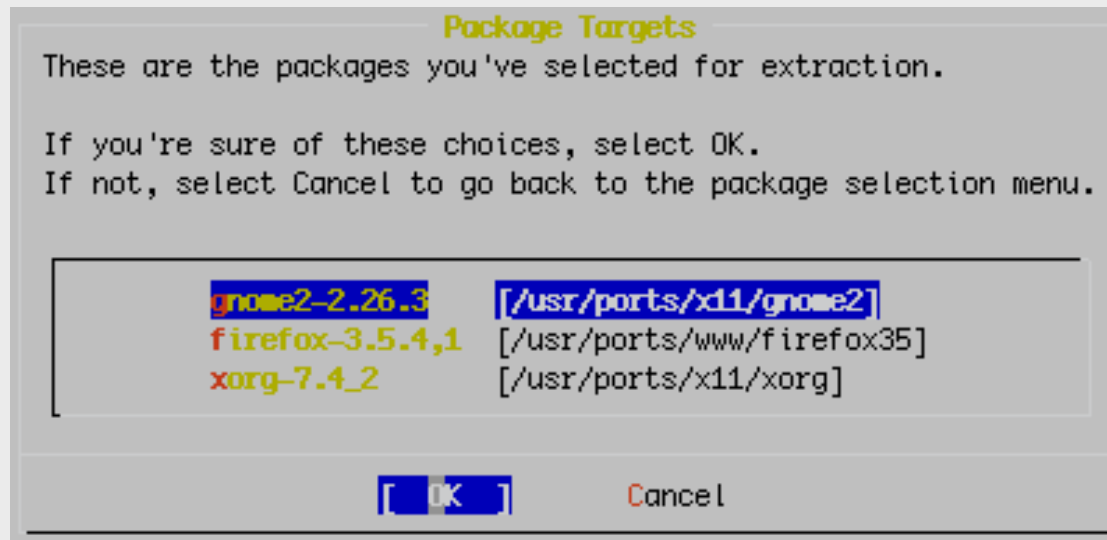 Package Targets
These are the packages you've selected for extraction.
If you're sure of these choices, select OK.
If not, select Cancel to go back to the package selection menu.
gnome2-2.26.3 [/usr/ports/x11/gnome2]
firefox-3.5.4,1 [/usr/ports/www/firefox35]
xorg-7.4_2 [/usr/ports/x11/xorg]
[ OK ] Cancel